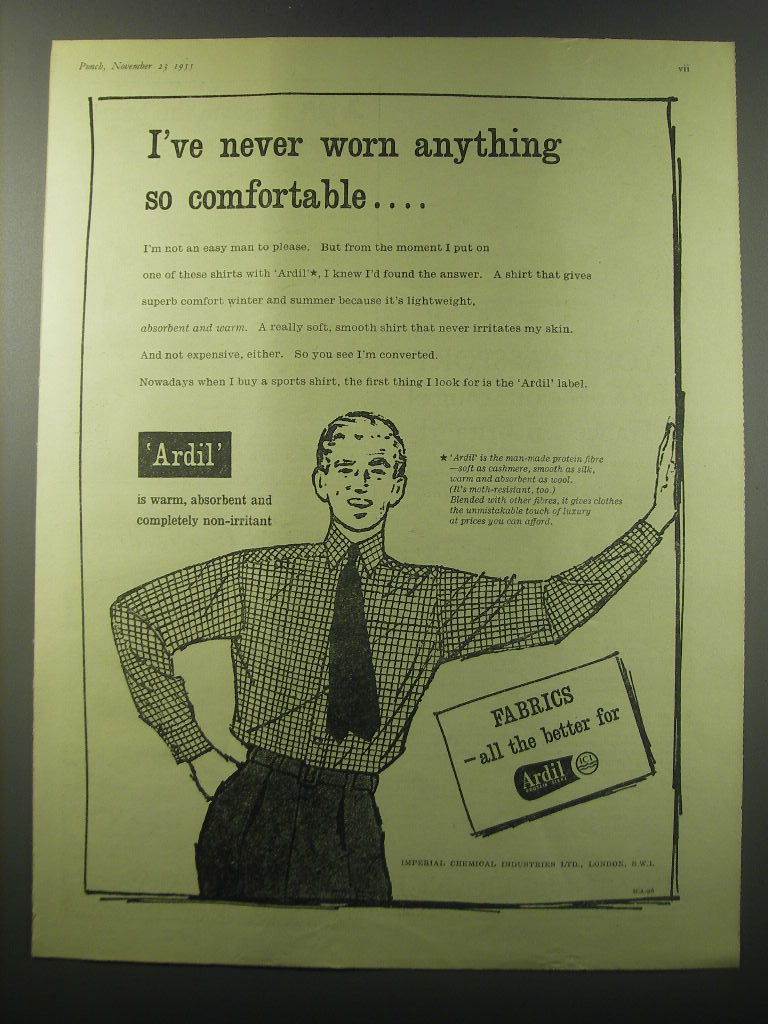 Punch, November 23 1955
vii
I've never worn anything
so comfortable....
I'm not an easy man to please. But from the moment I put on
one of these shirts with 'Ardil'★, I knew I'd found the answer. A shirt that gives
superb comfort winter and summer because it's lightweight,
absorbent and warm. A really soft, smooth shirt that never irritates my skin.
And not expensive, either. So you see I'm converted.
Nowadays when I buy a sports shirt, the first thing I look for is the 'Ardil' label.
'Ardil'
is warm, absorbent and
completely non-irritant
★ 'Ardil' is the man-made protein fibre
—soft as cashmere, smooth as silk,
warm and absorbent as wool.
(It's moth-resistant, too.)
Blended with other fibres, it gives clothes
the unmistakable touch of luxury
at prices you can afford.
FABRICS
—all the better for
Ardil
PROTEIN FIBRE
ICI
IMPERIAL CHEMICAL INDUSTRIES LTD., LONDON, S.W.1.